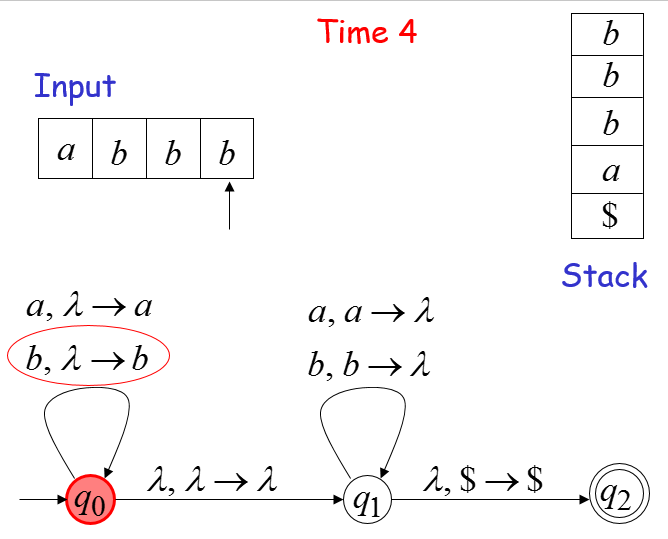 Time 4
Input
a b b b
b
b
b
a
$
Stack
a, λ → a
b, λ → b
a, a → λ
b, b → λ
λ, λ → λ
λ, $ → $
q0
q1
q2